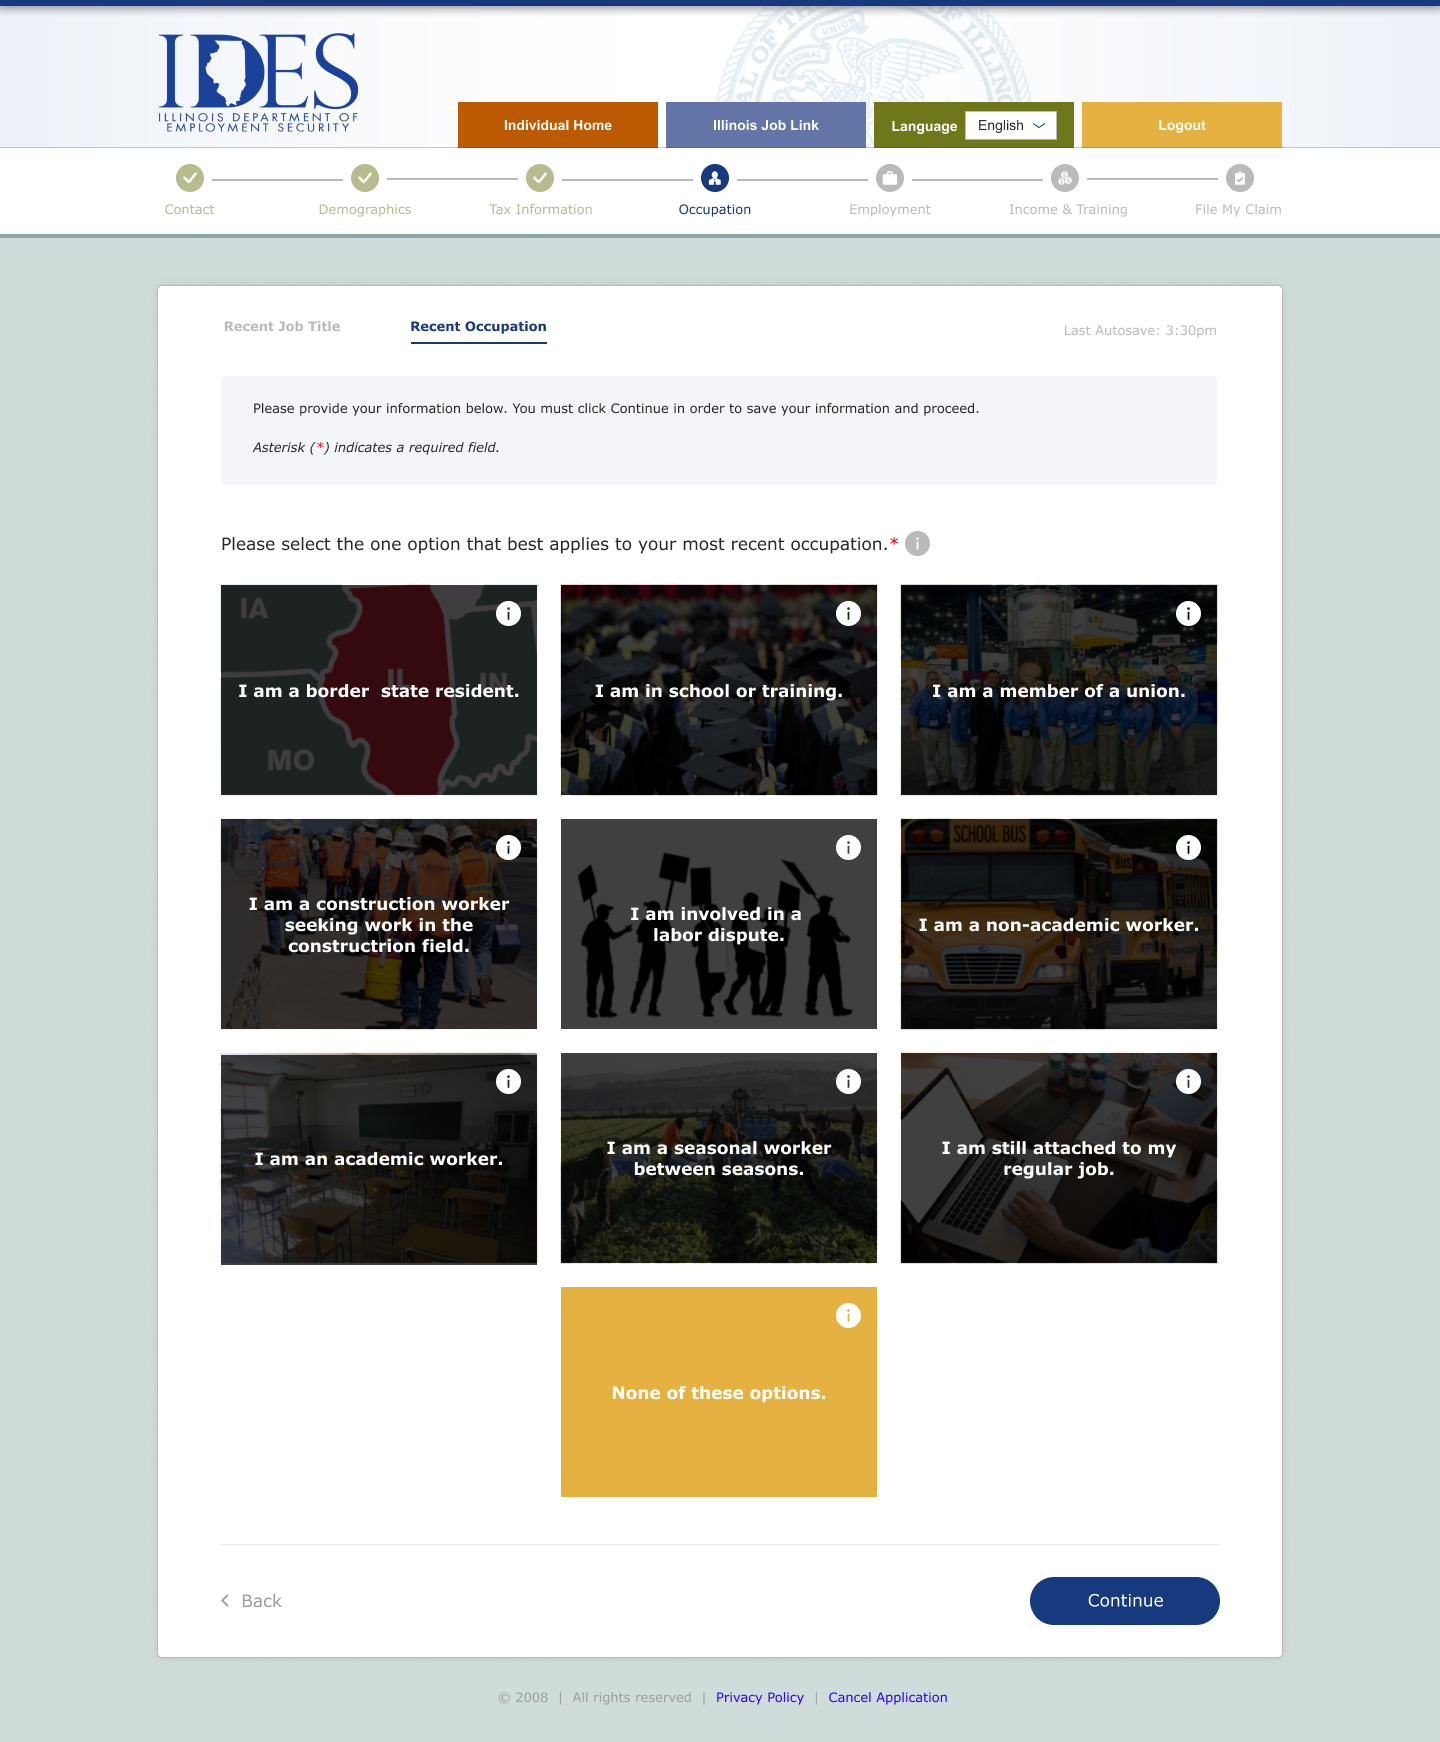 IDES
ILLINOIS DEPARTMENT OF
EMPLOYMENT SECURITY
Individual Home
Illinois Job Link
Language English
Logout
Contact
Demographics
Tax Information
Occupation
Employment
Income & Training
File My Claim
Recent Job Title
Recent Occupation
Last Autosave: 3:30pm
Please provide your information below. You must click Continue in order to save your information and proceed.
Asterisk (*) indicates a required field.
Please select the one option that best applies to your most recent occupation.*
IA
IL
IN
MO
I am a border  state resident.
I am in school or training.
I am a member of a union.
I am a construction worker
seeking work in the
constructrion field.
I am involved in a
labor dispute.
SCHOOL BUS
BUS
I am a non-academic worker.
I am an academic worker.
I am a seasonal worker
between seasons.
I am still attached to my
regular job.
None of these options.
Back
Continue
© 2008 | All rights reserved | Privacy Policy | Cancel Application